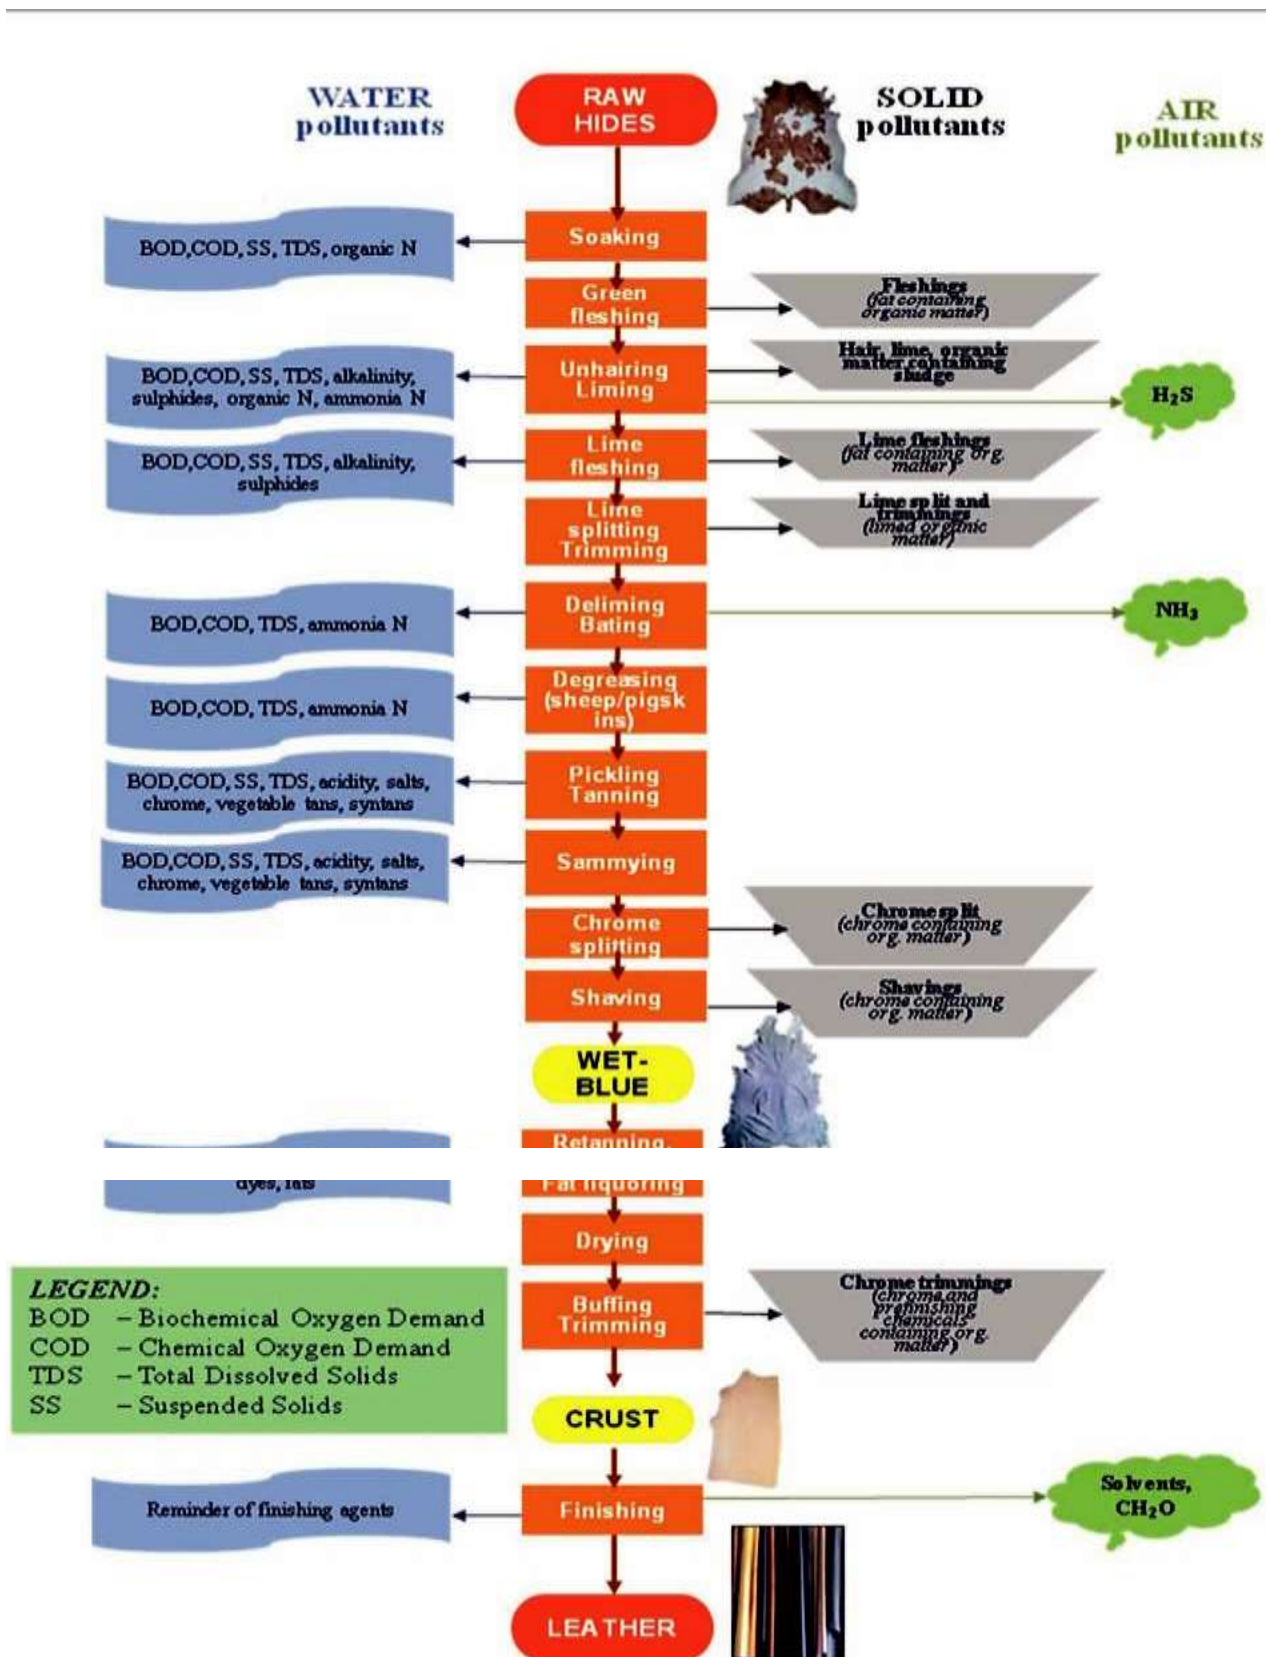 WATER
pollutants
RAW
HIDES
SOLID
pollutants
AIR
pollutants
Soaking
BOD,COD, SS, TDS, organic N
Green
fleshing
Fleshings
(fat containing
organic matter)
Unhairing
Liming
BOD,COD, SS, TDS, alkalinity,
sulphides, organic N, ammonia N
Hair, lime, organic
matter containing
sludge
H₂S
Lime
fleshing
BOD,COD, SS, TDS, alkalinity,
sulphides
Lime fleshings
(fat containing org.
matter)
Lime
splitting
Trimming
Lime split and
trimmings
(limed organic
matter)
Deliming
Bating
BOD,COD, TDS, ammonia N
NH₃
Degreasing
(sheep/pigsk
ins)
BOD,COD, TDS, ammonia N
Pickling
Tanning
BOD,COD, SS, TDS, acidity, salts,
chrome, vegetable tans, syntans
Sammying
BOD,COD, SS, TDS, acidity, salts,
chrome, vegetable tans, syntans
Chrome
splitting
Chrome split
(chrome containing
org. matter)
Shaving
Shavings
(chrome containing
org. matter)
WET-
BLUE
Retanning,
dyes, fats
Fat liquoring
Drying
LEGEND:
BOD – Biochemical Oxygen Demand
COD – Chemical Oxygen Demand
TDS – Total Dissolved Solids
SS – Suspended Solids
Buffing
Trimming
Chrome trimmings
(chrome and
prefinishing
chemicals
containing org.
matter)
CRUST
Finishing
Reminder of finishing agents
Solvents,
CH₂O
LEATHER